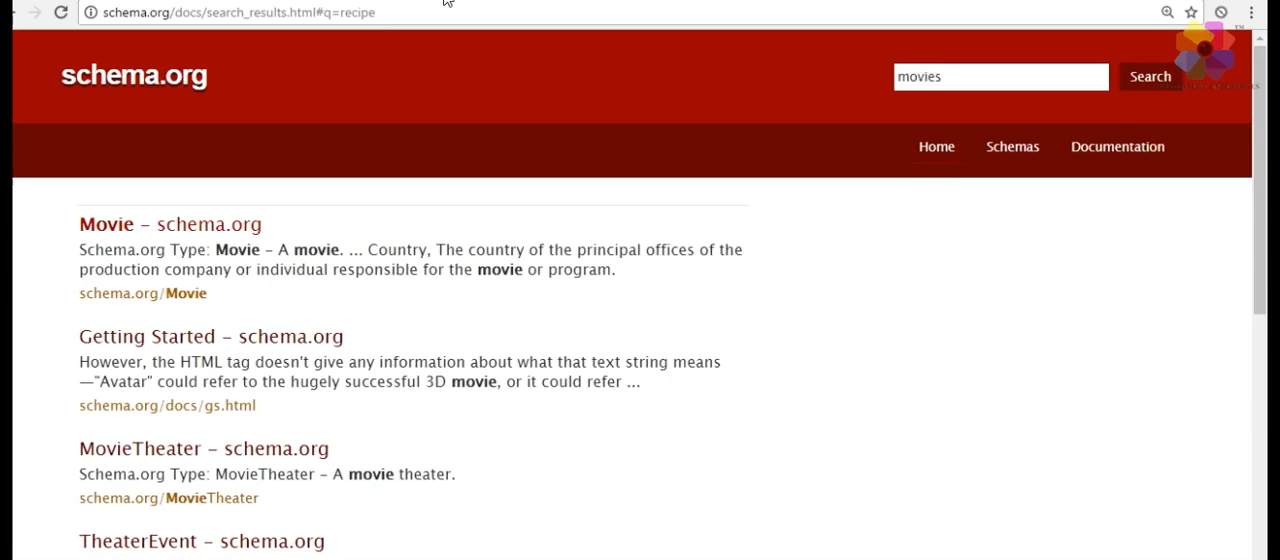 schema.org/docs/search_results.html#q=recipe
schema.org
movies
Search
TM
Home
Schemas
Documentation
Movie – schema.org
Schema.org Type: Movie – A movie. ... Country, The country of the principal offices of the
production company or individual responsible for the movie or program.
schema.org/Movie
Getting Started – schema.org
However, the HTML tag doesn't give any information about what that text string means
—"Avatar" could refer to the hugely successful 3D movie, or it could refer ...
schema.org/docs/gs.html
MovieTheater – schema.org
Schema.org Type: MovieTheater – A movie theater.
schema.org/MovieTheater
TheaterEvent – schema.org